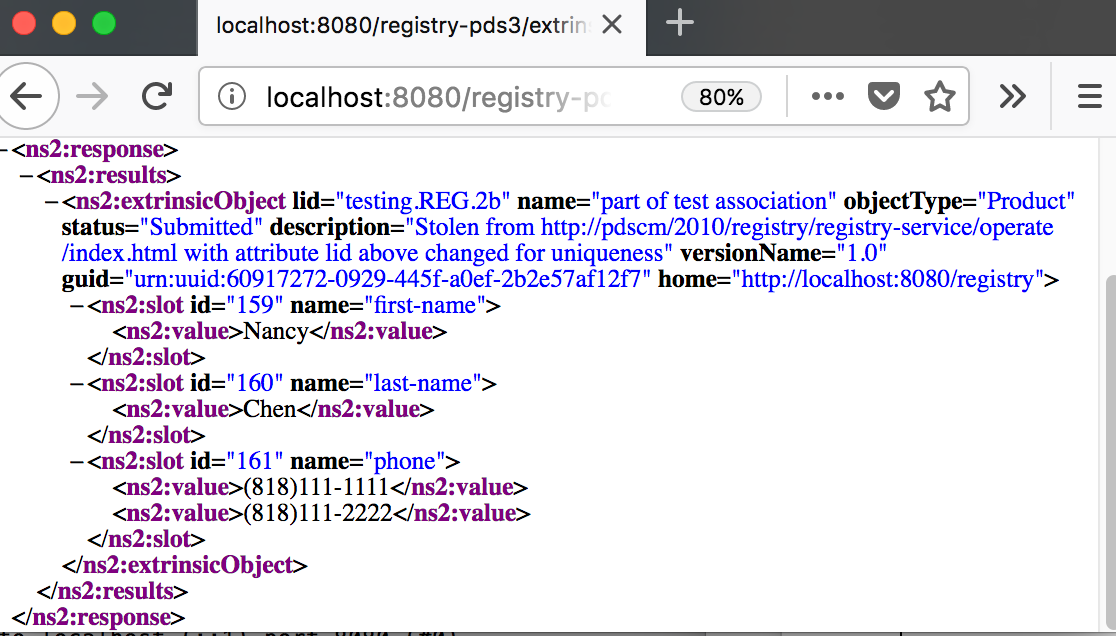 localhost:8080/registry-pds3/extrin
localhost:8080/registry-pd
80%
−<ns2:response>
−<ns2:results>
−<ns2:extrinsicObject lid="testing.REG.2b" name="part of test association" objectType="Product"
status="Submitted" description="Stolen from http://pdscm/2010/registry/registry-service/operate
/index.html with attribute lid above changed for uniqueness" versionName="1.0"
guid="urn:uuid:60917272-0929-445f-a0ef-2b2e57af12f7" home="http://localhost:8080/registry">
−<ns2:slot id="159" name="first-name">
<ns2:value>Nancy</ns2:value>
</ns2:slot>
−<ns2:slot id="160" name="last-name">
<ns2:value>Chen</ns2:value>
</ns2:slot>
−<ns2:slot id="161" name="phone">
<ns2:value>(818)111-1111</ns2:value>
<ns2:value>(818)111-2222</ns2:value>
</ns2:slot>
</ns2:extrinsicObject>
</ns2:results>
</ns2:response>